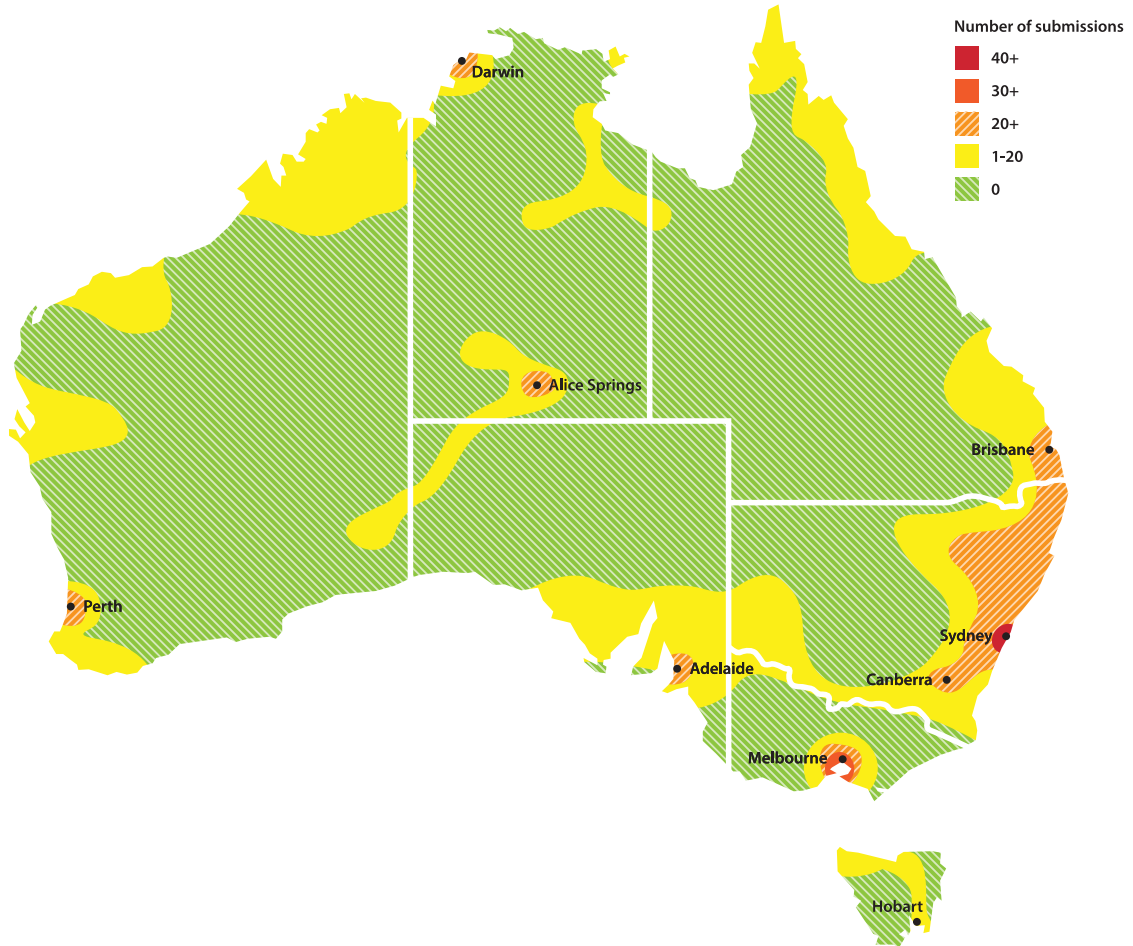 Number of submissions
40+
30+
20+
1-20
0
Darwin
Alice Springs
Brisbane
Perth
Sydney
Adelaide
Canberra
Melbourne
Hobart